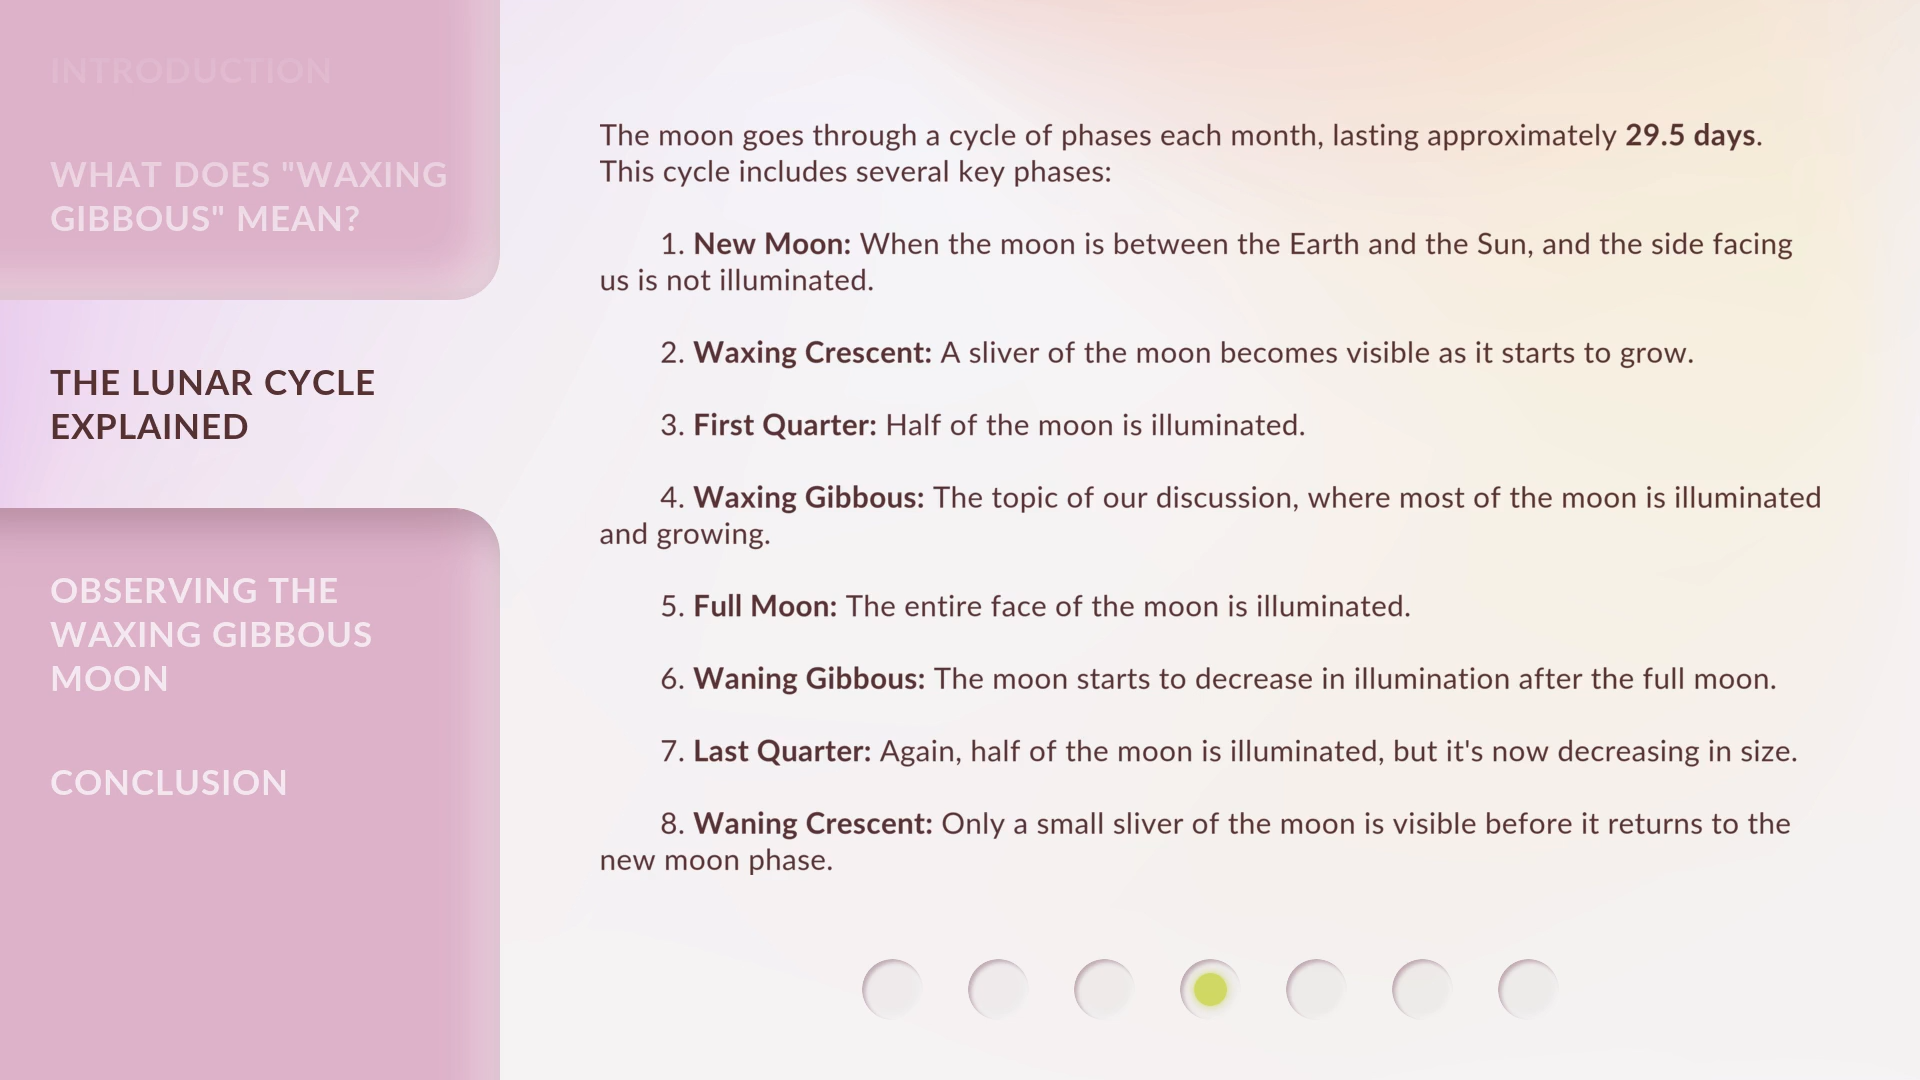 INTRODUCTION
WHAT DOES "WAXING
GIBBOUS" MEAN?
THE LUNAR CYCLE
EXPLAINED
OBSERVING THE
WAXING GIBBOUS
MOON
CONCLUSION
The moon goes through a cycle of phases each month, lasting approximately 29.5 days.
This cycle includes several key phases:
1. New Moon: When the moon is between the Earth and the Sun, and the side facing
us is not illuminated.
2. Waxing Crescent: A sliver of the moon becomes visible as it starts to grow.
3. First Quarter: Half of the moon is illuminated.
4. Waxing Gibbous: The topic of our discussion, where most of the moon is illuminated
and growing.
5. Full Moon: The entire face of the moon is illuminated.
6. Waning Gibbous: The moon starts to decrease in illumination after the full moon.
7. Last Quarter: Again, half of the moon is illuminated, but it's now decreasing in size.
8. Waning Crescent: Only a small sliver of the moon is visible before it returns to the
new moon phase.